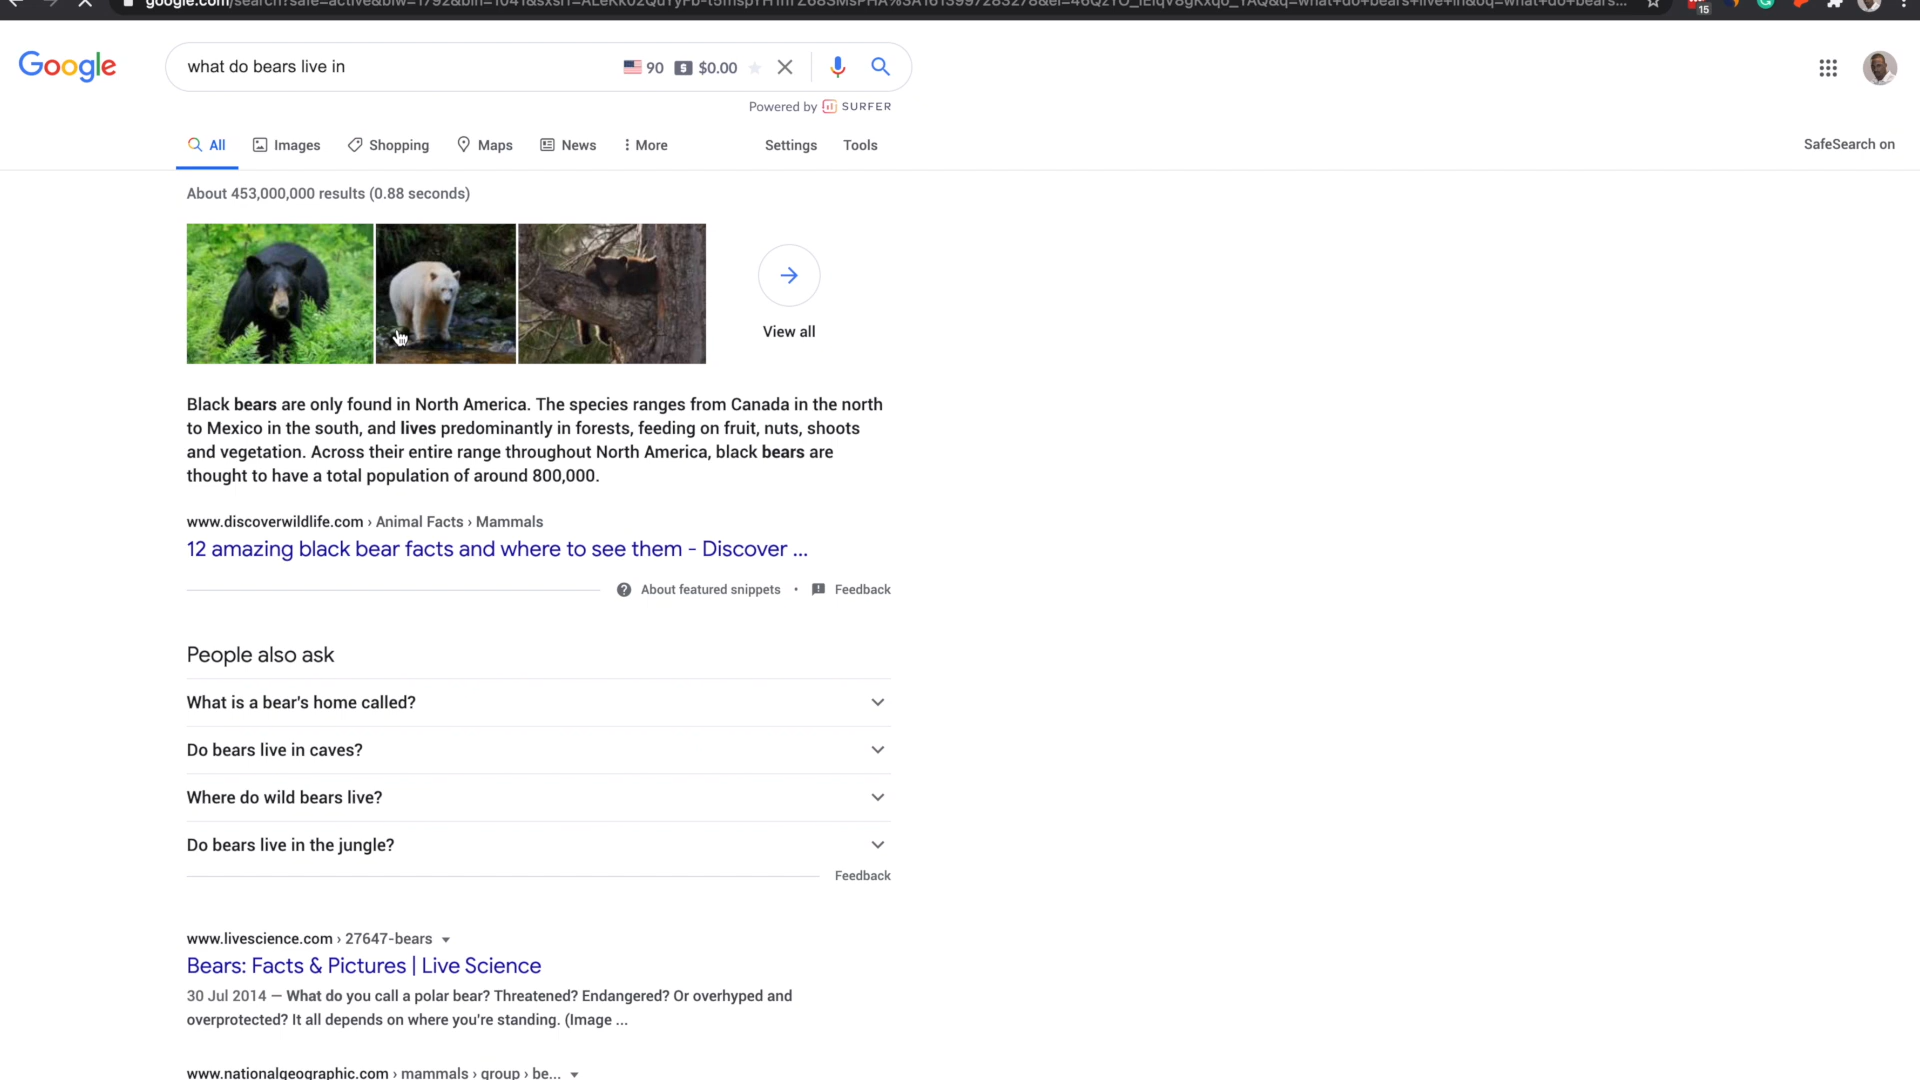 Google
what do bears live in
90 $0.00
Powered by SURFER
All Images Shopping Maps News More Settings Tools SafeSearch on
About 453,000,000 results (0.88 seconds)
View all
Black bears are only found in North America. The species ranges from Canada in the north
to Mexico in the south, and lives predominantly in forests, feeding on fruit, nuts, shoots
and vegetation. Across their entire range throughout North America, black bears are
thought to have a total population of around 800,000.
www.discoverwildlife.com › Animal Facts › Mammals
12 amazing black bear facts and where to see them - Discover ...
About featured snippets • Feedback
People also ask
What is a bear's home called?
Do bears live in caves?
Where do wild bears live?
Do bears live in the jungle?
Feedback
www.livescience.com › 27647-bears
Bears: Facts & Pictures | Live Science
30 Jul 2014 — What do you call a polar bear? Threatened? Endangered? Or overhyped and
overprotected? It all depends on where you're standing. (Image ...
www.nationalgeographic.com › mammals › group › be...